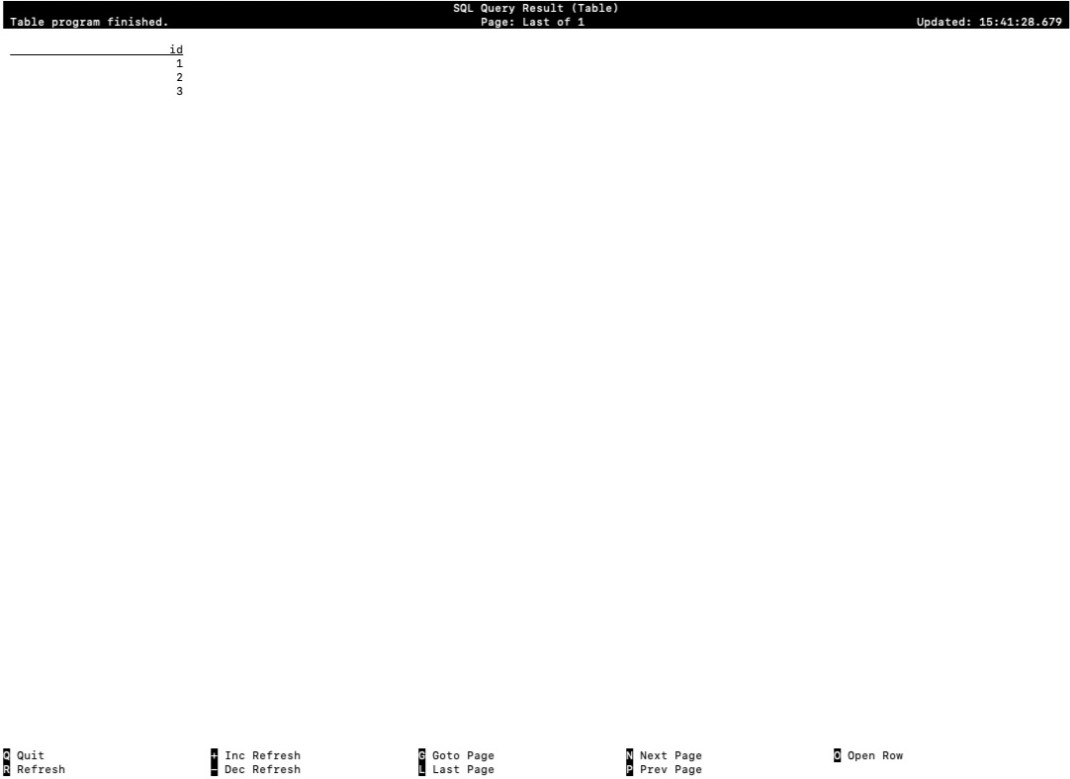 SQL Query Result (Table)
Table program finished. Page: Last of 1 Updated: 15:41:28.679
id
1
2
3
Q Quit + Inc Refresh G Goto Page N Next Page O Open Row
R Refresh - Dec Refresh L Last Page P Prev Page